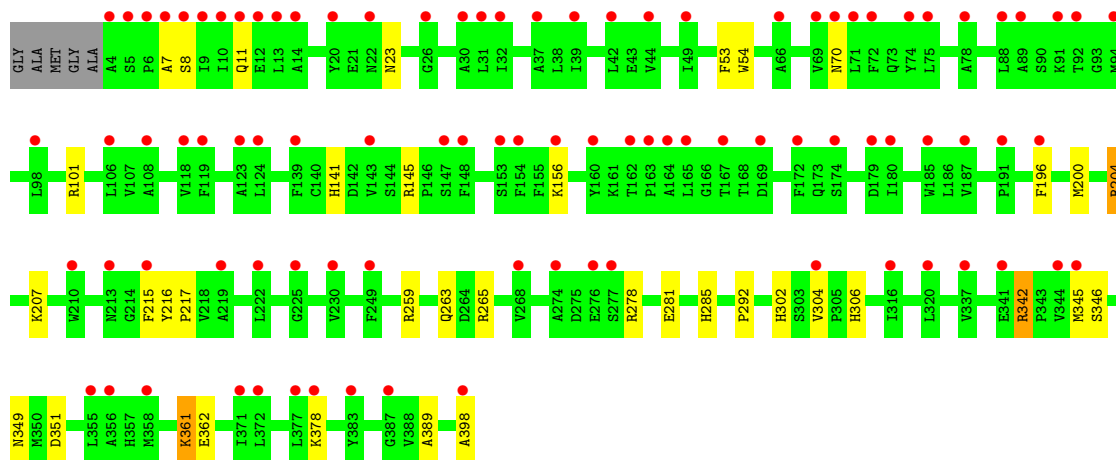 GLY ALA MET GLY ALA A4 S5 P6 A7 S8 I9 I10 Q11 E12 L13 A14 Y20 E21 N22 N23 G26 A30 L31 I32 A37 L38 I39 L42 E43 V44 I49 F53 W54 A66 V69 N70 L71 F72 Q73 Y74 L75 A78 L88 A89 S90 K91 T92 G93 M94
L98 R101 L106 V107 A108 V118 F119 A123 L124 F139 C140 H141 D142 V143 S144 R145 P146 S147 F148 S153 F154 F155 K156 Y160 K161 T162 P163 A164 L165 G166 T167 T168 D169 F172 Q173 S174 D179 I180 W185 L186 V187 P191 F196 M200
K207 W210 N213 G214 F215 Y216 P217 V218 A219 L222 G225 V230 F249 R259 Q263 D264 R265 V268 A274 D275 E276 S277 R278 E281 H285 P292 H302 S303 V304 P305 H306 I316 L320 V337 E341 R342 P343 V344 M345 S346
N349 M350 D351 L355 A356 H357 M358 K361 E362 I371 L372 L377 K378 Y383 G387 V388 A389 A398